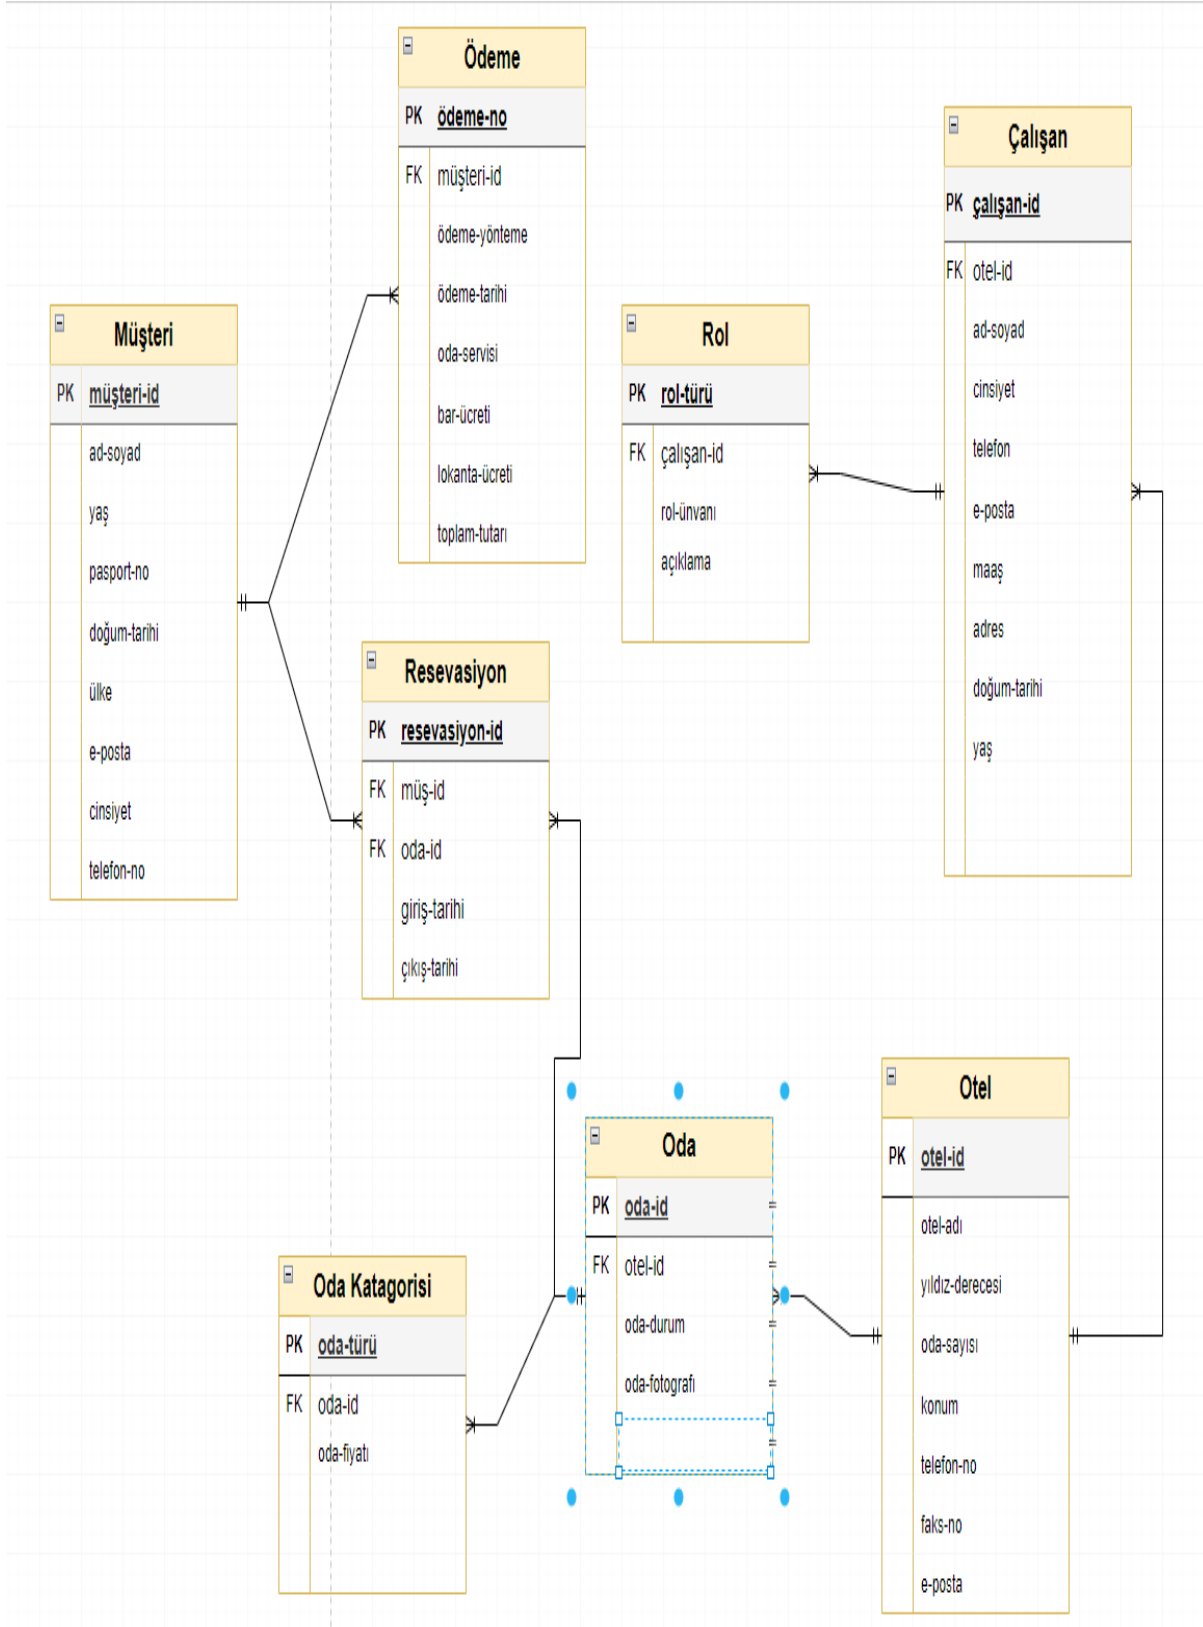 Ödeme
PK ödeme-no
FK müşteri-id
ödeme-yönteme
ödeme-tarihi
oda-servisi
bar-ücreti
lokanta-ücreti
toplam-tutarı
Çalışan
PK çalışan-id
FK otel-id
ad-soyad
cinsiyet
telefon
e-posta
maaş
adres
doğum-tarihi
yaş
Müşteri
PK müşteri-id
ad-soyad
yaş
pasport-no
doğum-tarihi
ülke
e-posta
cinsiyet
telefon-no
Rol
PK rol-türü
FK çalışan-id
rol-ünvanı
açıklama
Resevasiyon
PK resevasiyon-id
FK müş-id
FK oda-id
giriş-tarihi
çıkış-tarihi
Otel
PK otel-id
otel-adı
yıldız-derecesi
oda-sayısı
konum
telefon-no
faks-no
e-posta
Oda
PK oda-id
FK otel-id
oda-durum
oda-fotografı
Oda Katagorisi
PK oda-türü
FK oda-id
oda-fiyatı